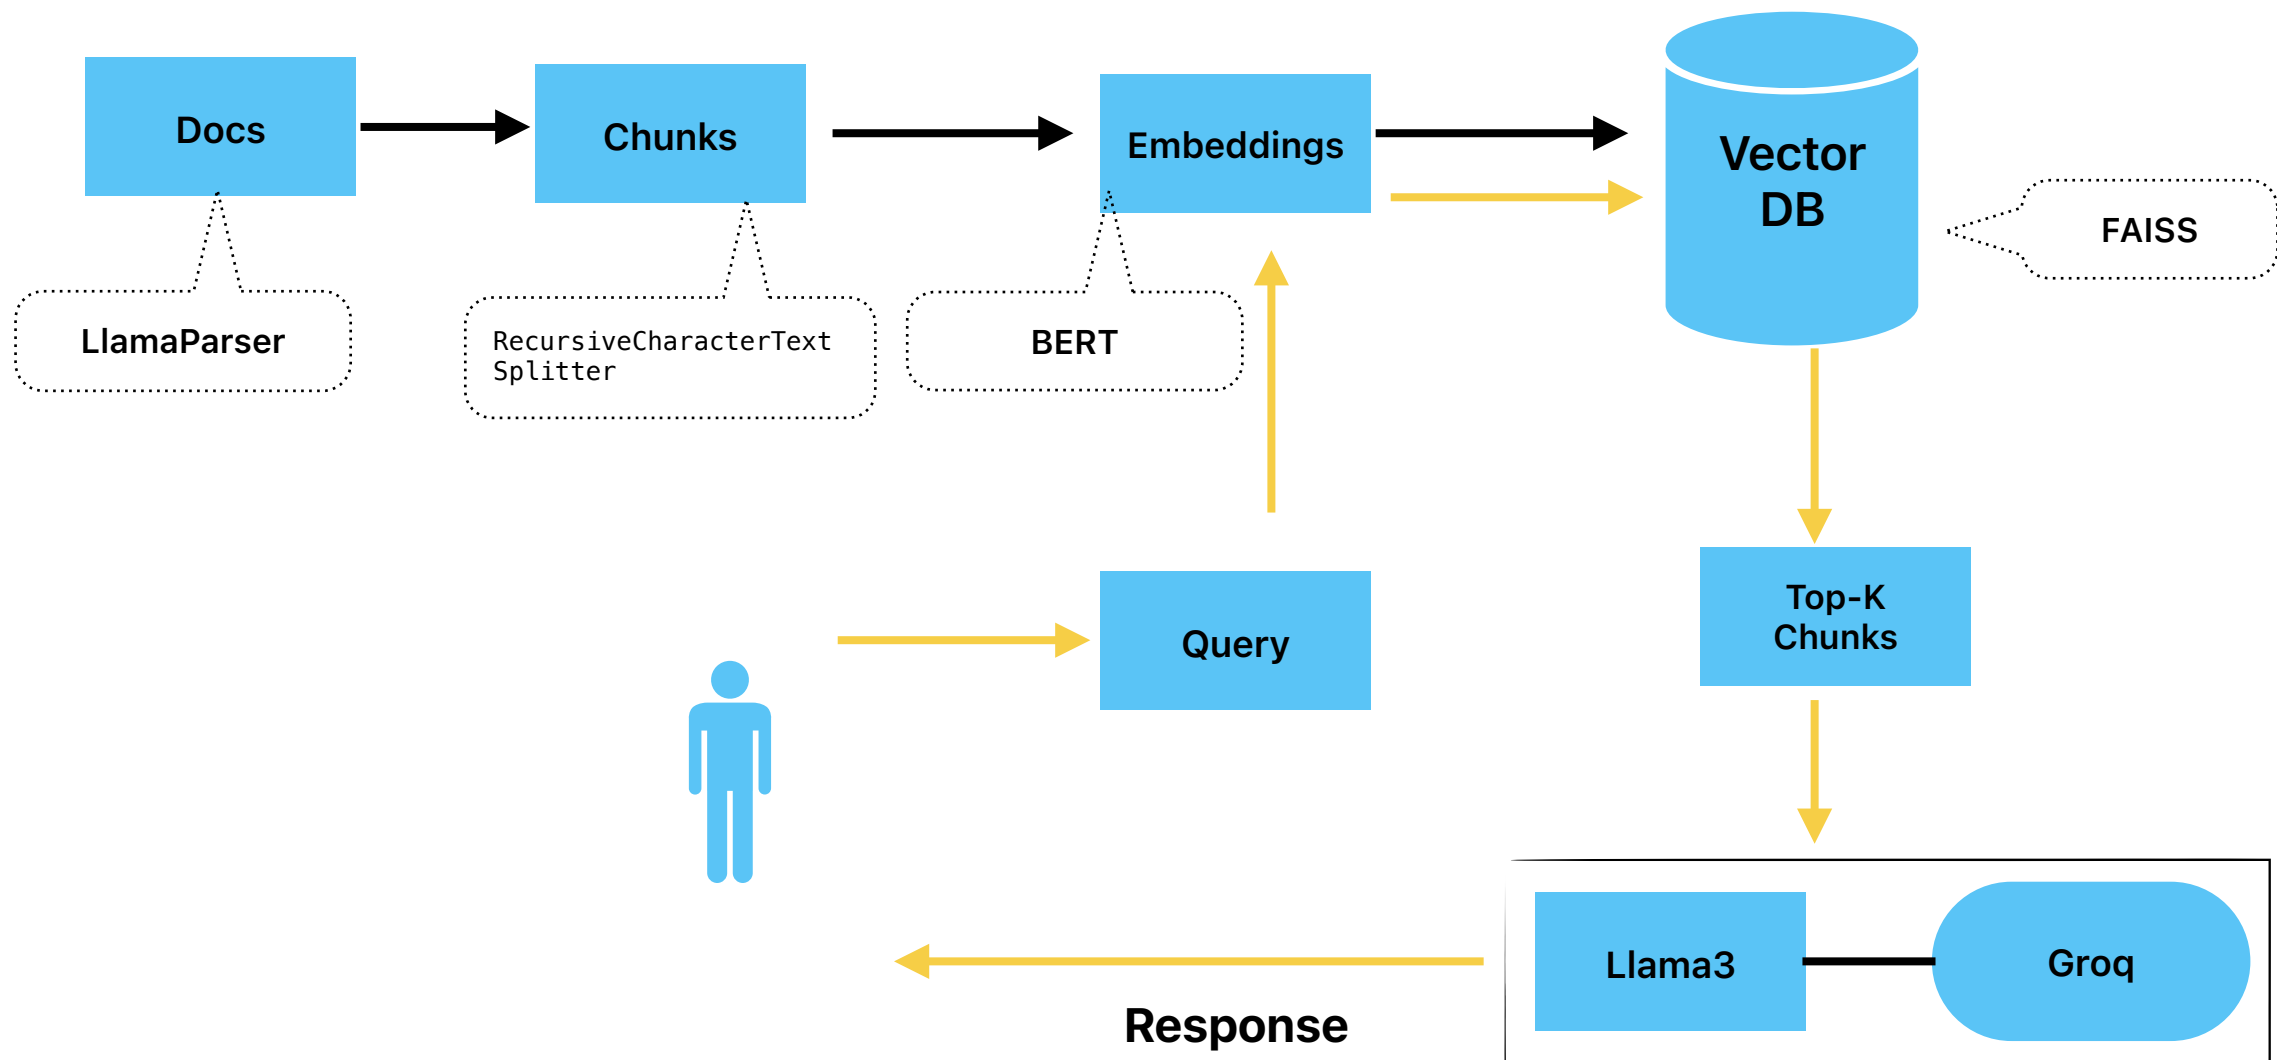 Docs
Chunks
Embeddings
Vector
DB
FAISS
LlamaParser
RecursiveCharacterText
Splitter
BERT
Query
Top-K
Chunks
Llama3
Groq
Response